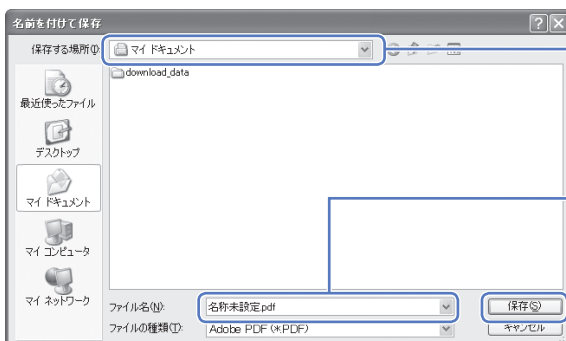 名前を付けて保存
保存する場所(I):
マイ ドキュメント
download_data
最近使ったファイル
デスクトップ
マイ ドキュメント
マイ コンピュータ
マイ ネットワーク
ファイル名(N):
名称未設定.pdf
保存(S)
ファイルの種類(T):
Adobe PDF (*.PDF)
キャンセル